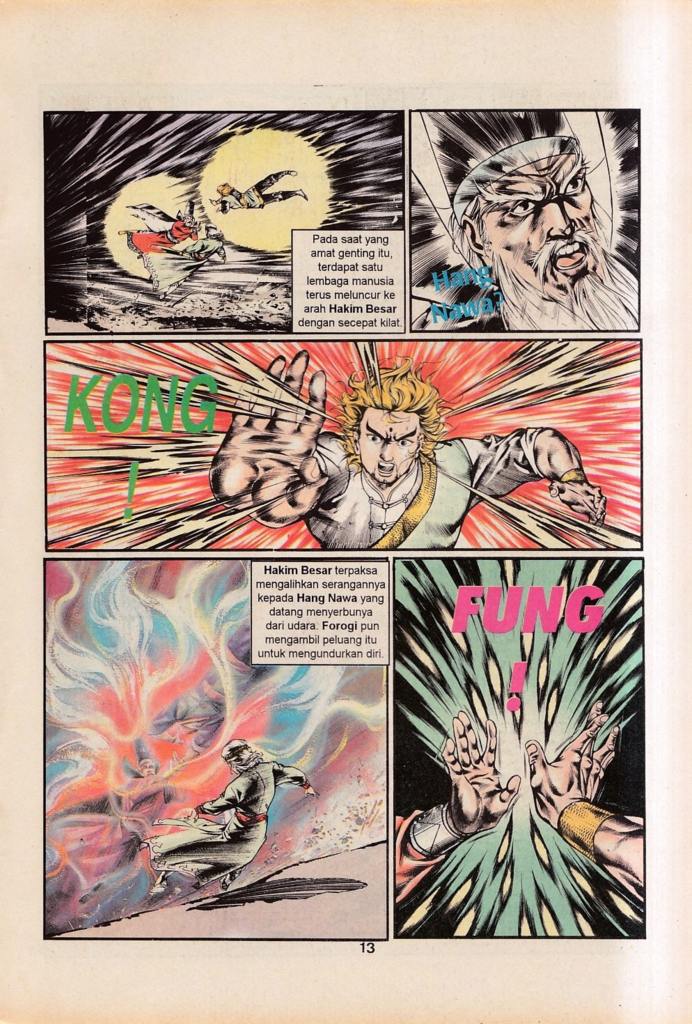 Pada saat yang
amat genting itu,
terdapat satu
lembaga manusia
terus meluncur ke
arah Hakim Besar
dengan secepat kilat.
Hang
Nawa?
KONG
!
Hakim Besar terpaksa
mengalihkan serangannya
kepada Hang Nawa yang
datang menyerbunya
dari udara. Forogi pun
mengambil peluang itu
untuk mengundurkan diri.
FUNG
!
13